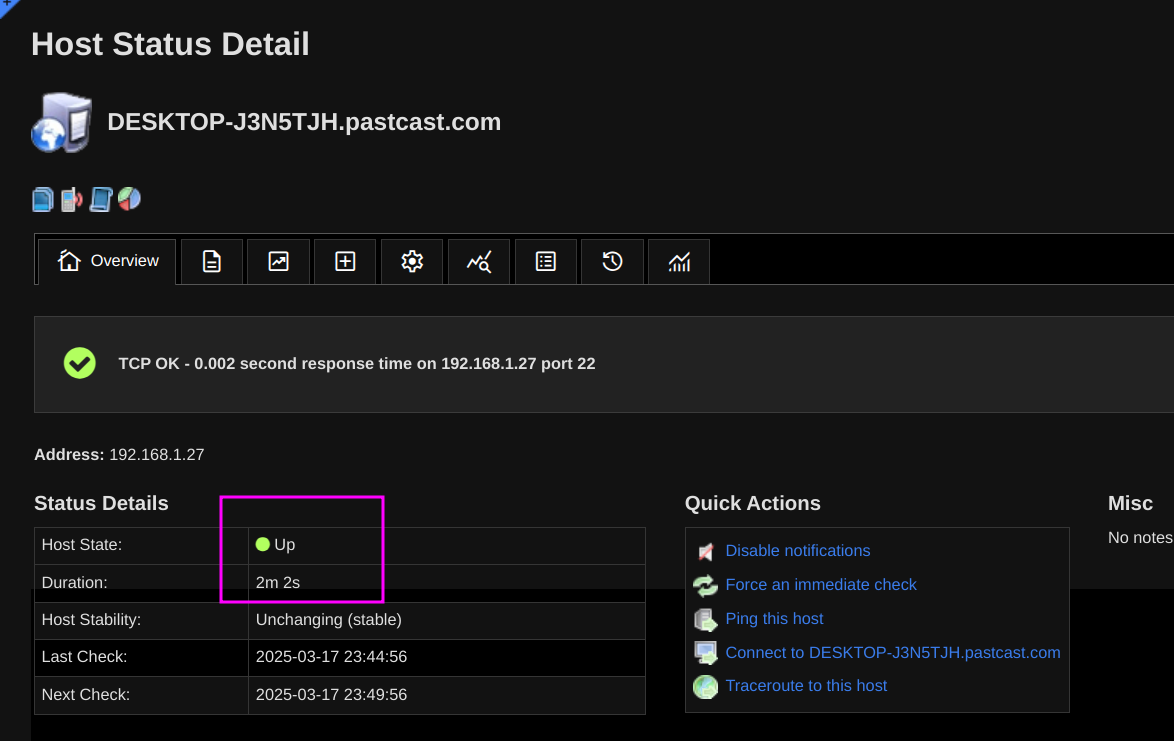 Host Status Detail
DESKTOP-J3N5TJH.pastcast.com
Overview
TCP OK - 0.002 second response time on 192.168.1.27 port 22
Address: 192.168.1.27
Status Details
Host State: Up
Duration: 2m 2s
Host Stability: Unchanging (stable)
Last Check: 2025-03-17 23:44:56
Next Check: 2025-03-17 23:49:56
Quick Actions
Disable notifications
Force an immediate check
Ping this host
Connect to DESKTOP-J3N5TJH.pastcast.com
Traceroute to this host
Misc
No notes